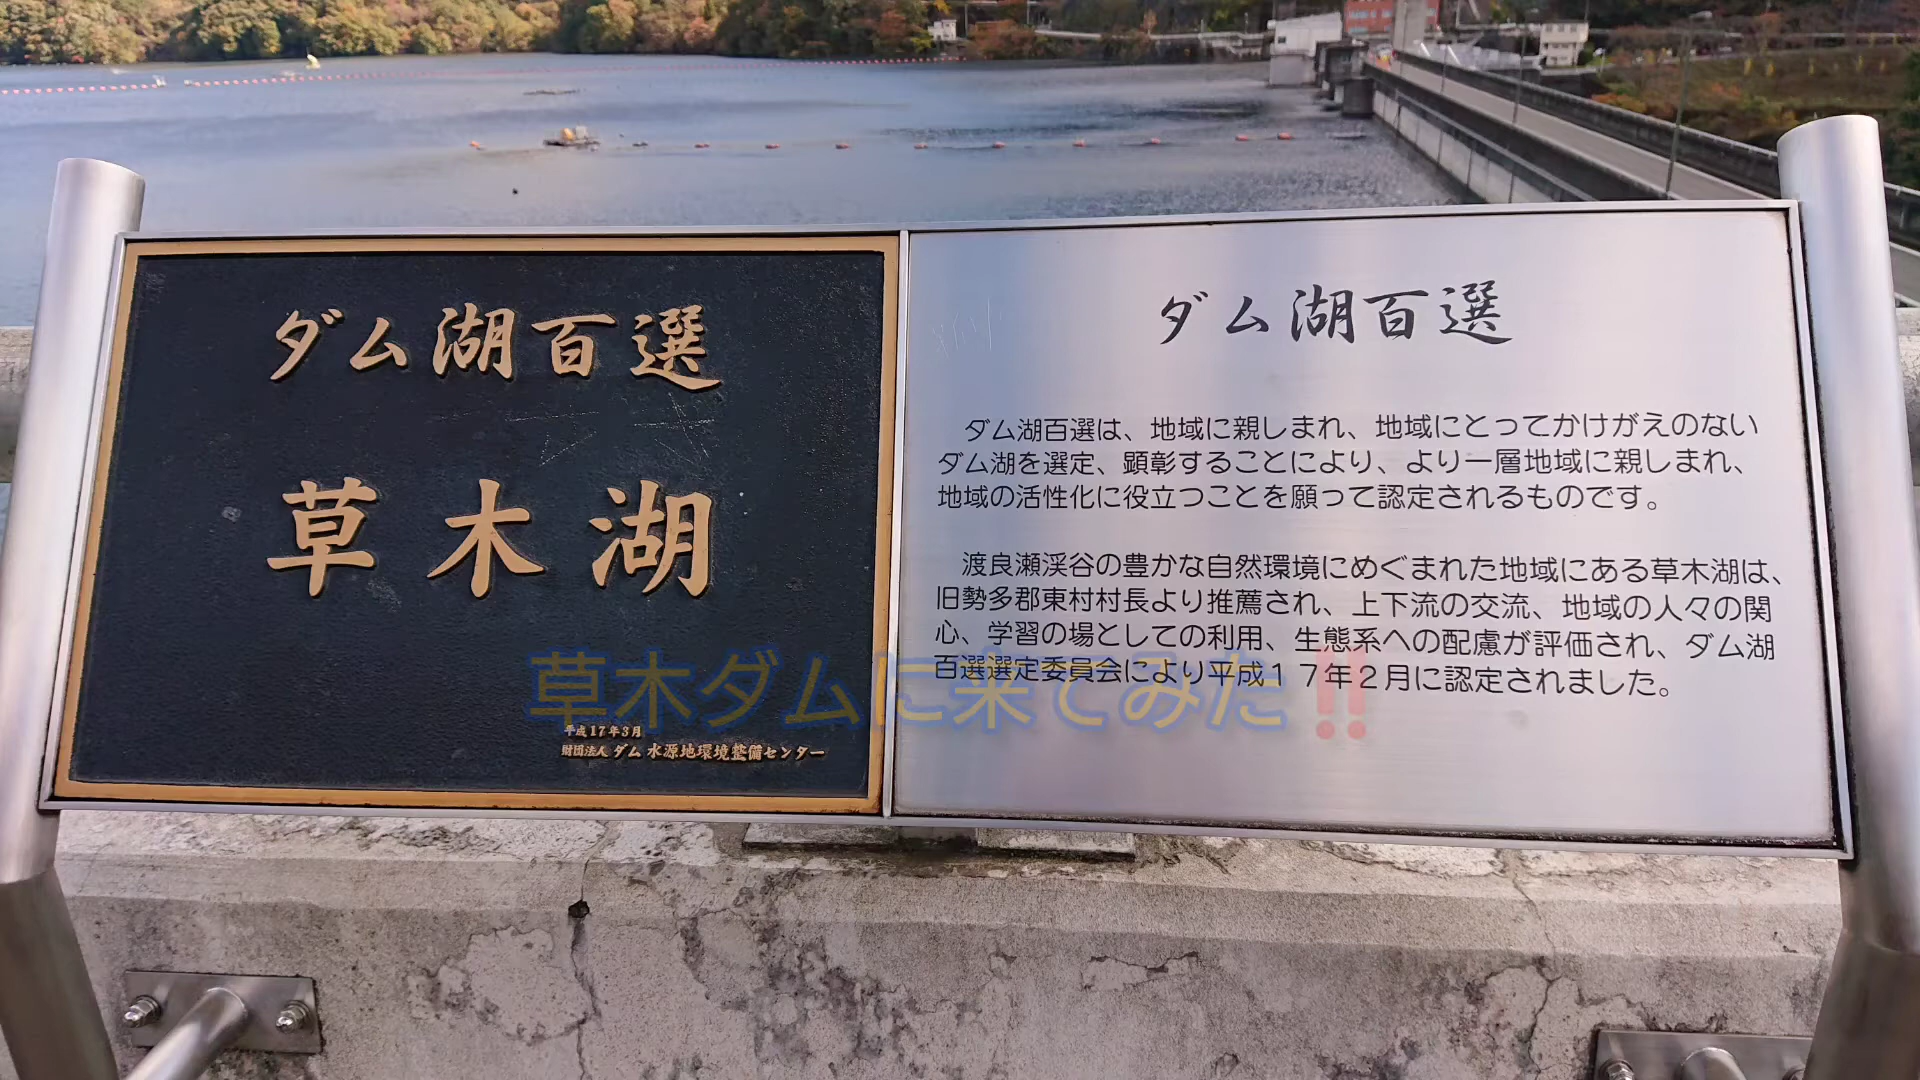 ダム湖百選
草木湖
平成17年3月
財団法人 ダム水源地環境整備センター
ダム湖百選
ダム湖百選は、地域に親しまれ、地域にとってかけがえのない
ダム湖を選定、顕彰することにより、より一層地域に親しまれ、
地域の活性化に役立つことを願って認定されるものです。
渡良瀬渓谷の豊かな自然環境にめぐまれた地域にある草木湖は、
旧勢多郡東村村長より推薦され、上下流の交流、地域の人々の関
心、学習の場としての利用、生態系への配慮が評価され、ダム湖
百選選定委員会により平成17年2月に認定されました。
草木ダムに来てみた‼